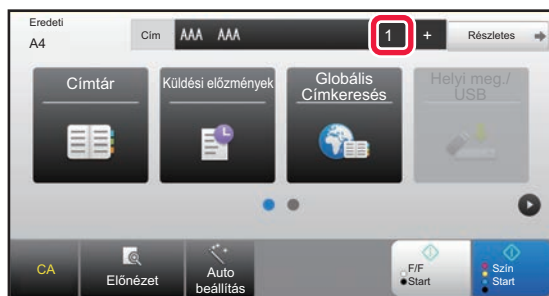 Eredeti
A4
Cím AAA AAA 1 + Részletes
Címtár
Küldési előzmények
Globális
Címkeresés
Helyi meg./
USB
CA
Előnézet
Auto
beállítás
F/F
Start
Szín
Start